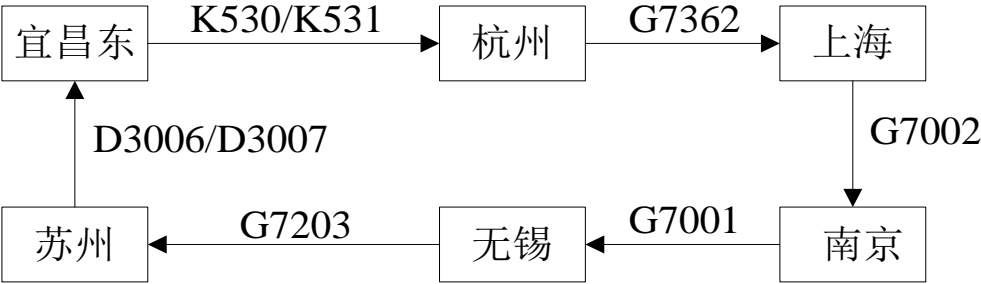 宜昌东
K530/K531
杭州
G7362
上海
D3006/D3007
G7002
苏州
G7203
无锡
G7001
南京